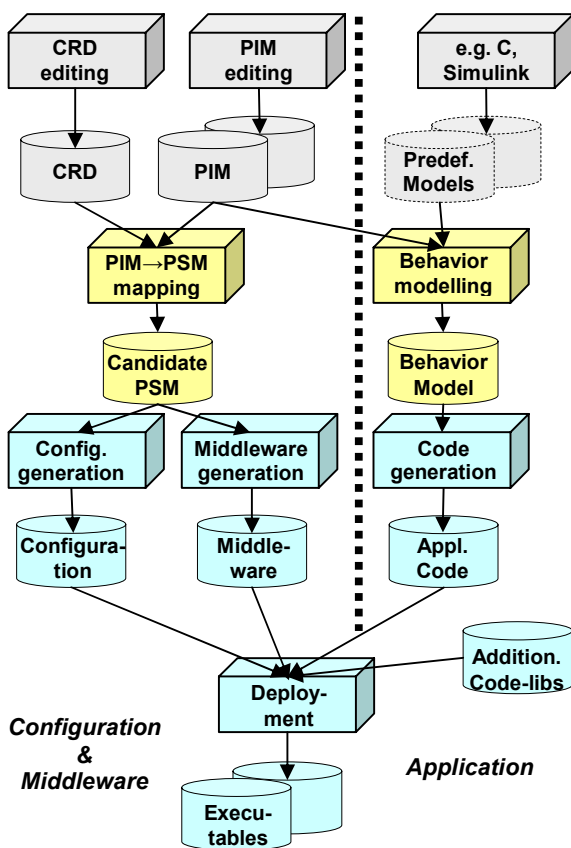 CRD
editing
PIM
editing
e.g. C,
Simulink
CRD
PIM
Predef.
Models
PIM→PSM
mapping
Behavior
modelling
Candidate
PSM
Behavior
Model
Config.
generation
Middleware
generation
Code
generation
Configura-
tion
Middle-
ware
Appl.
Code
Addition.
Code-libs
Deploy-
ment
Configuration
&
Middleware
Application
Execu-
tables